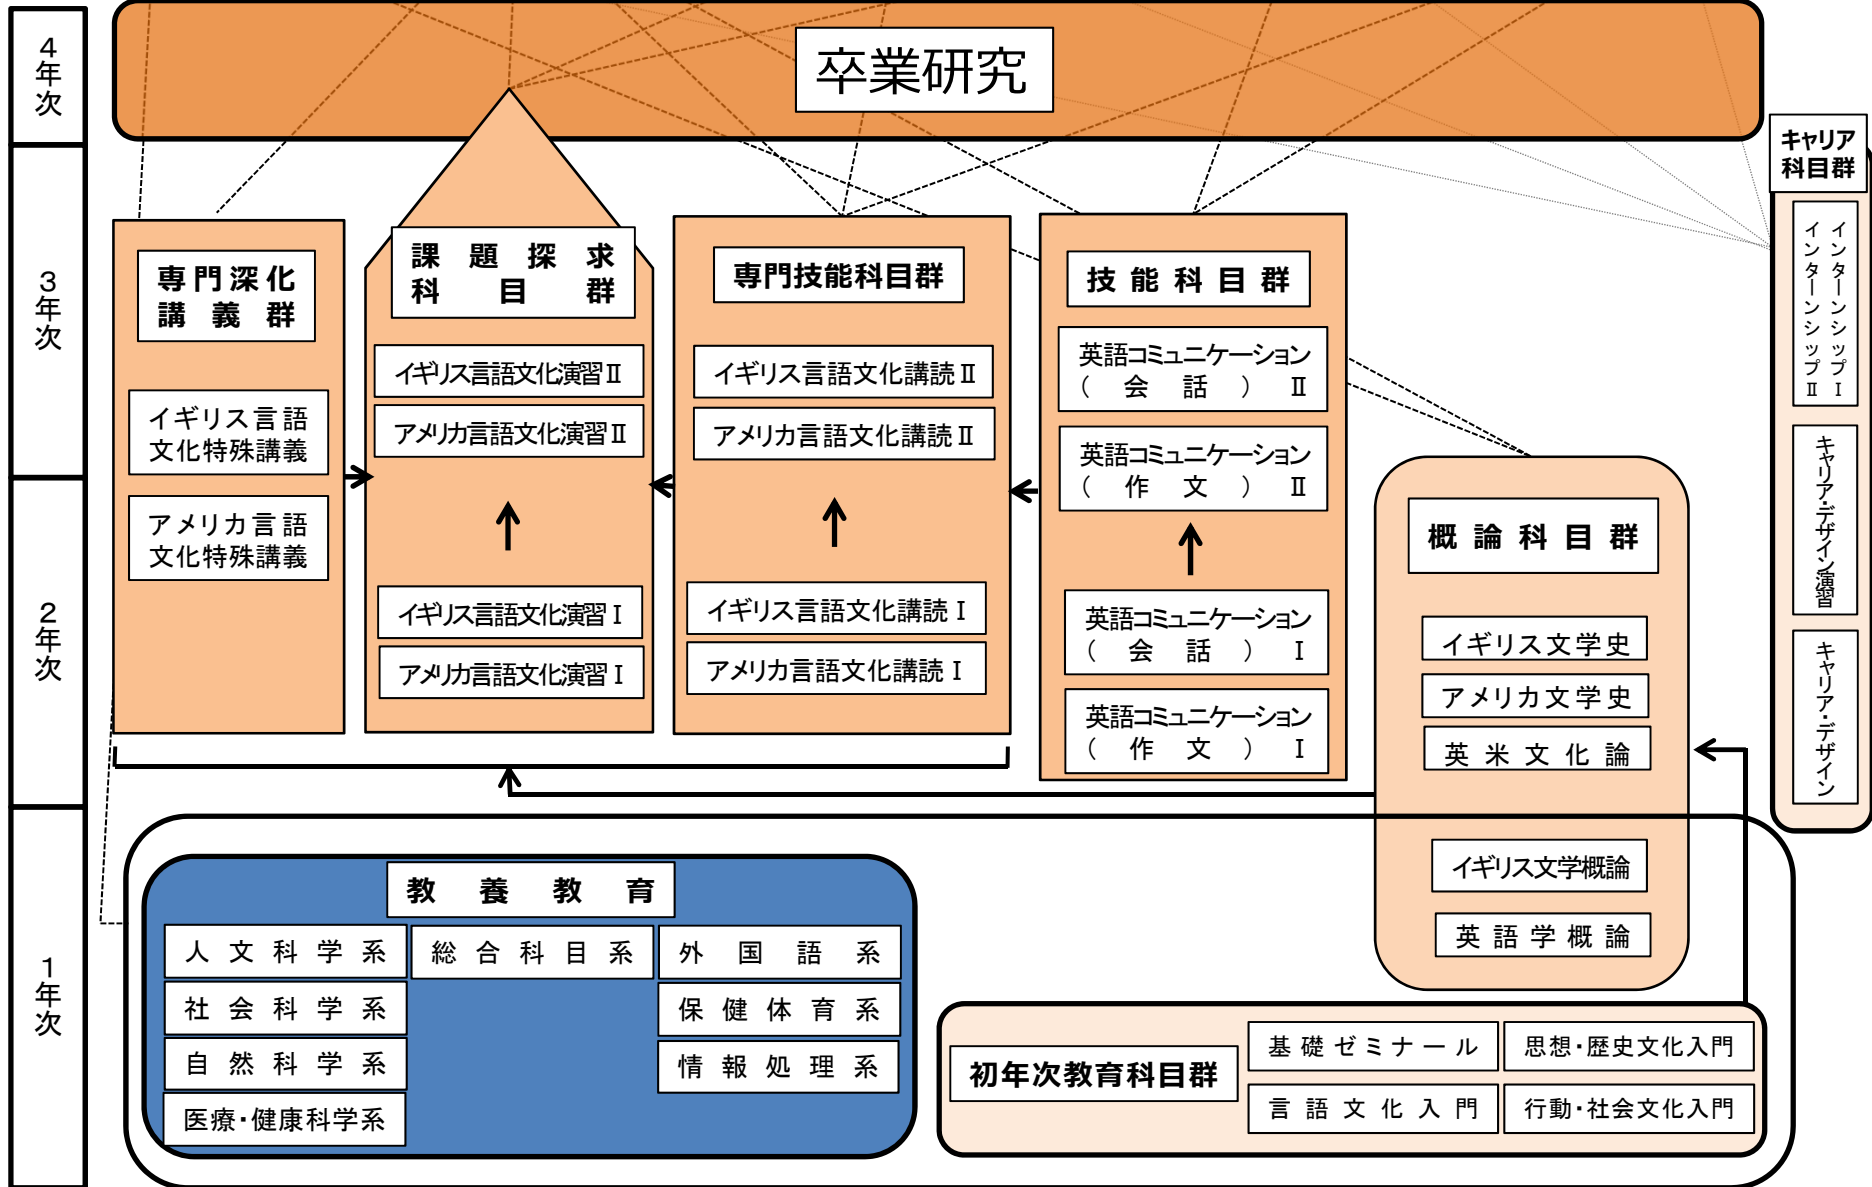 4年次
卒業研究
キャリア
科目群
3年次
専門深化
講義群
課題探求
科目群
専門技能科目群
技能科目群
インターンシップⅠ
インターンシップⅡ
イギリス言語
文化特殊講義
イギリス言語文化演習Ⅱ
アメリカ言語文化演習Ⅱ
イギリス言語文化講読Ⅱ
アメリカ言語文化講読Ⅱ
英語コミュニケーション
(会話)Ⅱ
英語コミュニケーション
(作文)Ⅱ
キャリア・デザイン演習
2年次
アメリカ言語
文化特殊講義
イギリス言語文化演習Ⅰ
アメリカ言語文化演習Ⅰ
イギリス言語文化講読Ⅰ
アメリカ言語文化講読Ⅰ
英語コミュニケーション
(会話)Ⅰ
英語コミュニケーション
(作文)Ⅰ
概論科目群
イギリス文学史
アメリカ文学史
英米文化論
キャリア・デザイン
1年次
教養教育
人文科学系
総合科目系
外国語系
社会科学系
保健体育系
自然科学系
情報処理系
医療・健康科学系
イギリス文学概論
英語学概論
初年次教育科目群
基礎ゼミナール
思想・歴史文化入門
言語文化入門
行動・社会文化入門